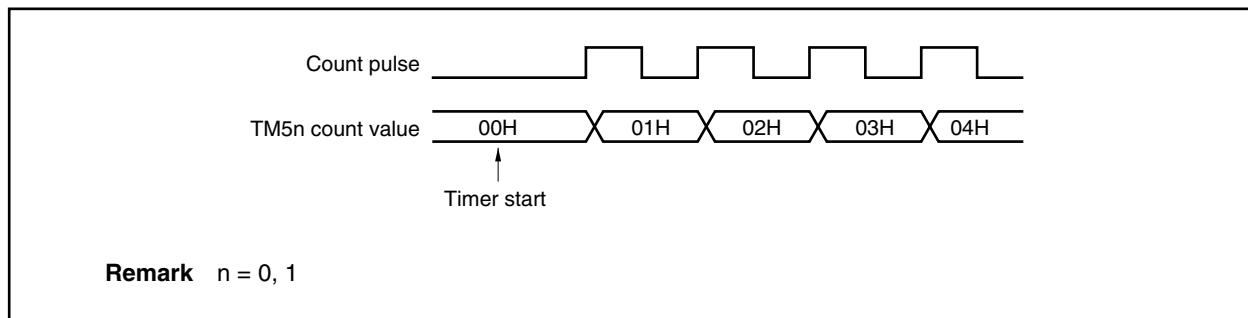 Count pulse
TM5n count value
00H 01H 02H 03H 04H
Timer start
Remark n = 0, 1